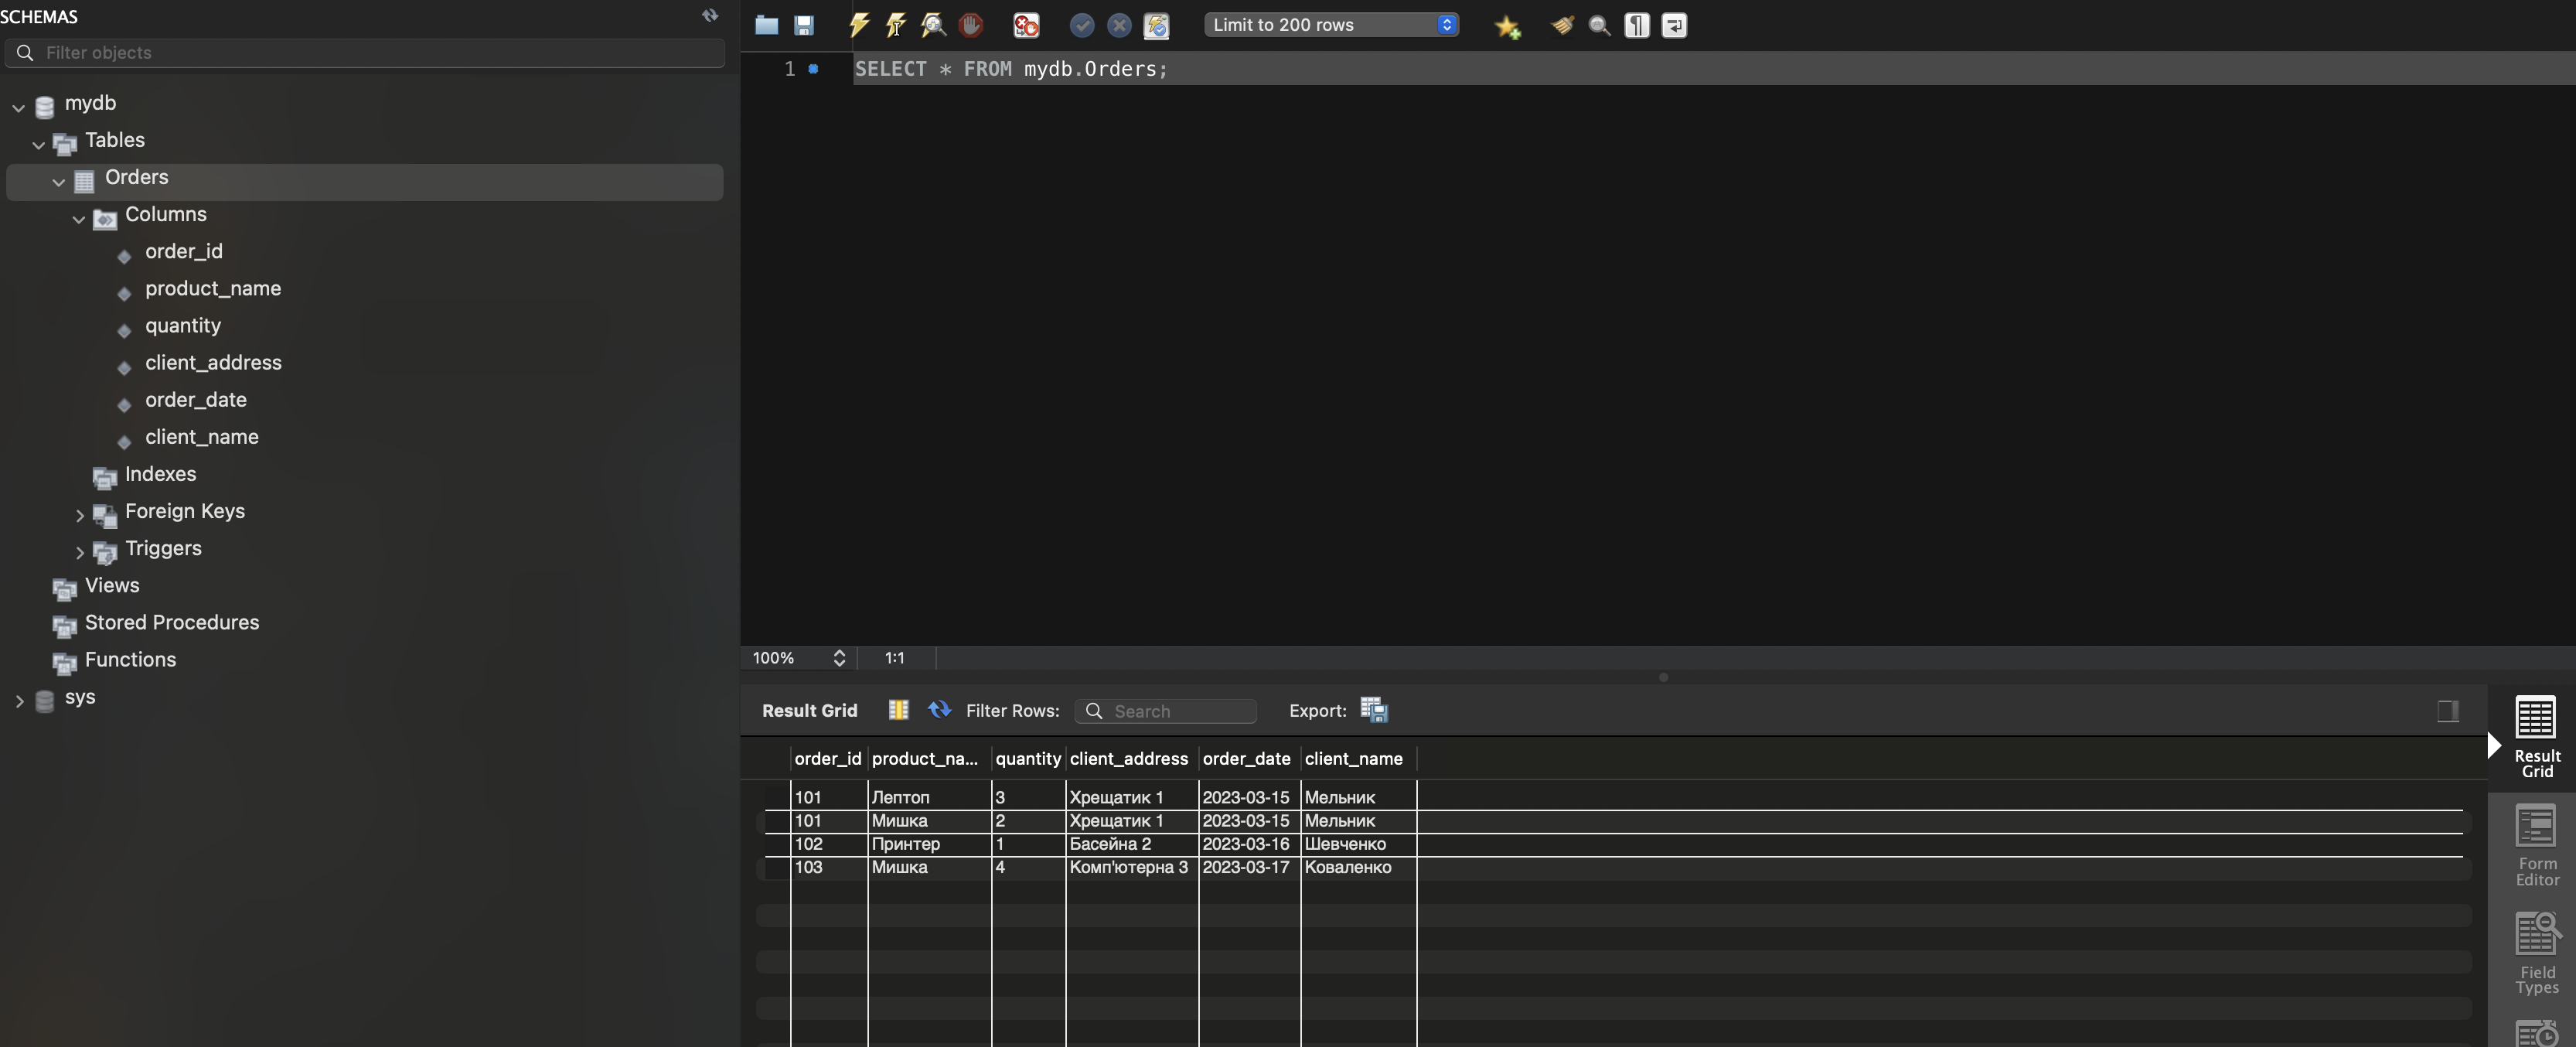 SCHEMAS
Filter objects
mydb
Tables
Orders
Columns
order_id
product_name
quantity
client_address
order_date
client_name
Indexes
Foreign Keys
Triggers
Views
Stored Procedures
Functions
sys
Limit to 200 rows
1 SELECT * FROM mydb.Orders;
100% 1:1
Result Grid Filter Rows: Search Export:
order_id product_na... quantity client_address order_date client_name
101 Лептоп 3 Хрещатик 1 2023-03-15 Мельник
101 Мишка 2 Хрещатик 1 2023-03-15 Мельник
102 Принтер 1 Басейна 2 2023-03-16 Шевченко
103 Мишка 4 Комп'ютерна 3 2023-03-17 Коваленко
Result
Grid
Form
Editor
Field
Types